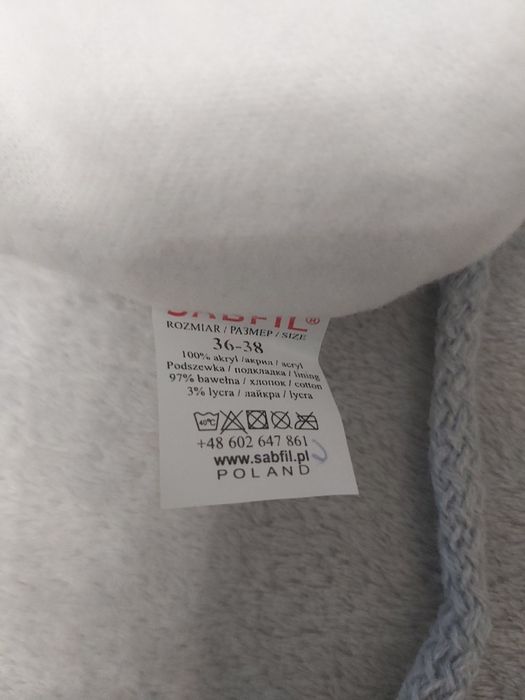 SABFIL®
ROZMIAR / РАЗМЕР / SIZE
36-38
100% akryl /акрил / acryl
Podszewka / подкладка / lining
97% bawełna / хлопок / cotton
3% lycra / лайкра / lycra
40°C
+48 602 647 861
www.sabfil.pl
POLAND